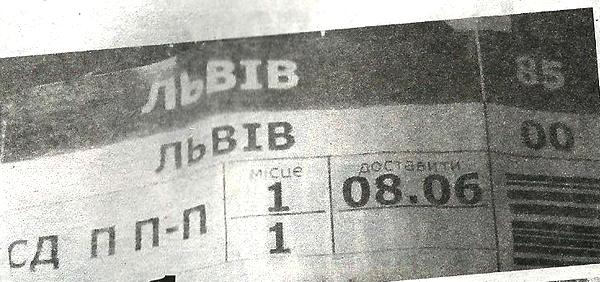 ЛЬВІВ 85
ЛЬВІВ 00
місце доставити
1 08.06
СД П П-П 1